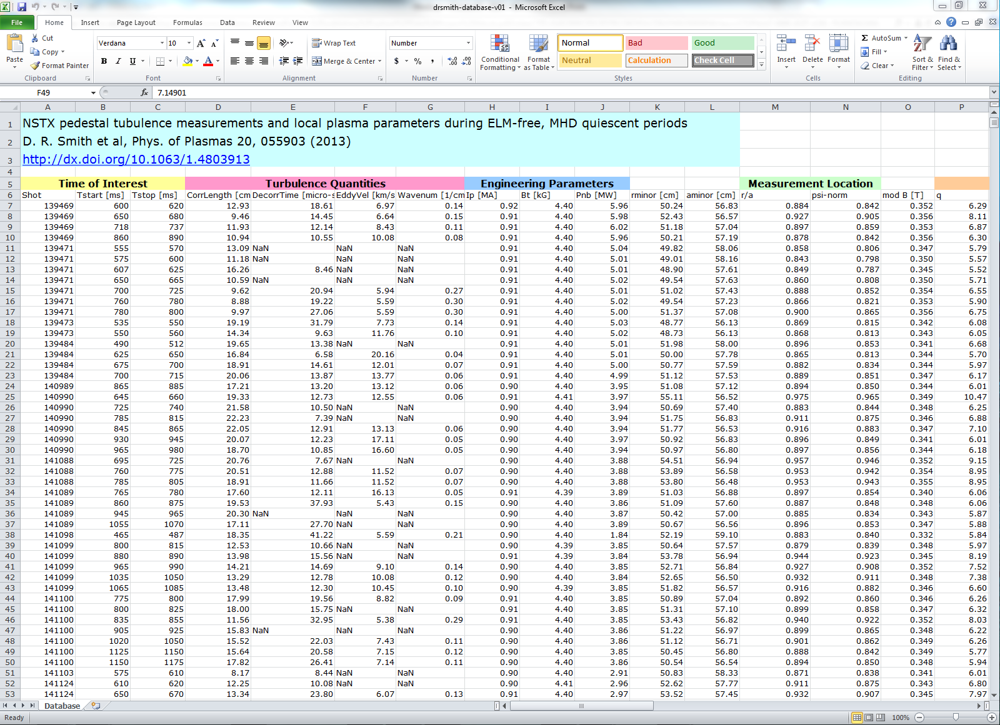 drsmith-database-v01 - Microsoft Excel
File Home Insert Page Layout Formulas Data Review View
Paste Cut Copy Format Painter Clipboard
Verdana 10 B I U Font
Wrap Text Merge & Center Alignment
Number $ % , Number
Conditional Formatting Format as Table Normal Bad Good Neutral Calculation Check Cell Styles
Insert Delete Format Cells
AutoSum Fill Clear Sort & Filter Find & Select Editing
F49 fx 7.14901
A B C D E F G H I J K L M N O P
1 NSTX pedestal tubulence measurements and local plasma parameters during ELM-free, MHD quiescent periods
2 D. R. Smith et al, Phys. of Plasmas 20, 055903 (2013)
3 http://dx.doi.org/10.1063/1.4803913
4
5 Time of Interest Turbulence Quantities Engineering Parameters Measurement Location
6 Shot Tstart [ms] Tstop [ms] CorrLength [cm DecorrTime [micro-s EddyVel [km/s Wavenum [1/cm Ip [MA] Bt [kG] Pnb [MW] rminor [cm] aminor [cm] r/a psi-norm mod B [T] q
7 139469 600 620 12.93 18.61 6.97 0.14 0.92 4.40 5.96 50.24 56.83 0.884 0.842 0.352 6.29
8 139469 650 680 9.46 14.45 6.64 0.15 0.91 4.40 5.98 52.43 56.57 0.927 0.905 0.356 8.11
9 139469 718 737 11.93 12.14 8.43 0.11 0.91 4.40 6.02 51.18 57.04 0.897 0.859 0.353 6.87
10 139469 860 890 10.94 10.55 10.08 0.08 0.91 4.40 5.96 50.21 57.19 0.878 0.842 0.356 6.30
11 139471 555 570 13.09 NaN NaN NaN 0.91 4.40 5.04 49.82 58.06 0.858 0.806 0.347 5.79
12 139471 575 600 11.18 NaN NaN NaN 0.91 4.40 5.01 49.01 58.16 0.843 0.798 0.350 5.57
13 139471 607 625 16.26 8.46 NaN NaN 0.91 4.40 5.01 48.90 57.61 0.849 0.787 0.345 5.52
14 139471 650 665 10.59 NaN NaN NaN 0.91 4.40 5.02 49.54 57.63 0.860 0.808 0.350 5.71
15 139471 700 725 9.62 20.94 5.94 0.27 0.91 4.40 5.01 51.02 57.43 0.888 0.852 0.354 6.55
16 139471 760 780 8.88 19.22 5.59 0.30 0.91 4.40 5.02 49.54 57.23 0.866 0.821 0.353 5.90
17 139471 780 800 9.97 27.06 5.59 0.30 0.91 4.40 5.00 51.37 57.08 0.900 0.865 0.356 6.75
18 139473 535 550 19.19 31.79 7.73 0.14 0.91 4.40 5.03 48.77 56.13 0.869 0.815 0.342 6.08
19 139473 550 560 14.34 9.63 11.76 0.10 0.91 4.40 5.02 48.73 56.13 0.868 0.813 0.343 6.05
20 139484 490 512 19.65 13.38 NaN NaN 0.91 4.40 5.01 51.98 58.00 0.896 0.853 0.341 6.68
21 139484 625 650 16.84 6.58 20.16 0.04 0.91 4.40 5.01 50.00 57.78 0.865 0.813 0.344 5.70
22 139484 675 700 18.91 14.61 12.01 0.07 0.91 4.40 5.00 50.77 57.59 0.882 0.834 0.344 5.97
23 139484 700 715 20.06 13.87 13.77 0.06 0.91 4.40 4.99 51.12 57.53 0.889 0.851 0.347 6.17
24 140989 865 885 17.21 13.20 13.12 0.06 0.90 4.40 3.95 51.08 57.12 0.894 0.850 0.344 6.01
25 140990 645 660 19.33 12.73 12.55 0.06 0.91 4.41 3.97 55.11 56.52 0.975 0.965 0.349 10.47
26 140990 725 740 21.58 10.50 NaN NaN 0.90 4.40 3.94 50.69 57.40 0.883 0.844 0.348 6.25
27 140990 785 815 22.23 7.39 NaN NaN 0.90 4.40 3.94 51.75 56.83 0.911 0.875 0.346 6.88
28 140990 845 865 22.05 12.91 13.13 0.06 0.90 4.40 3.94 51.77 56.53 0.916 0.883 0.347 7.10
29 140990 930 945 20.07 12.23 17.11 0.05 0.90 4.40 3.97 50.92 56.83 0.896 0.849 0.341 6.01
30 140990 965 980 18.70 10.85 16.60 0.05 0.90 4.40 3.94 50.97 56.80 0.897 0.856 0.344 6.18
31 141088 695 725 20.76 7.67 NaN NaN 0.90 4.40 3.88 54.51 56.94 0.957 0.946 0.352 9.15
32 141088 760 775 20.51 12.88 11.52 0.07 0.90 4.40 3.88 53.89 56.58 0.953 0.942 0.354 8.95
33 141088 785 805 18.91 11.66 11.52 0.07 0.90 4.40 3.88 53.80 56.48 0.953 0.943 0.355 8.95
34 141089 765 780 17.60 12.11 16.13 0.05 0.91 4.39 3.89 51.03 56.88 0.897 0.854 0.340 6.06
35 141089 860 875 19.53 37.93 5.43 0.15 0.90 4.40 3.86 51.09 57.60 0.887 0.848 0.348 6.06
36 141089 945 965 20.30 NaN NaN NaN 0.90 4.40 3.87 50.42 57.00 0.885 0.834 0.343 5.87
37 141089 1055 1070 17.11 27.70 NaN NaN 0.90 4.40 3.89 50.67 56.56 0.896 0.853 0.347 5.88
38 141098 465 487 18.35 41.22 5.59 0.21 0.90 4.40 1.84 52.19 59.10 0.883 0.840 0.332 5.84
39 141099 800 815 12.53 10.66 NaN NaN 0.90 4.39 3.85 50.64 57.57 0.879 0.839 0.348 5.97
40 141099 880 890 13.98 15.56 NaN NaN 0.91 4.40 3.84 53.78 56.94 0.944 0.923 0.345 8.19
41 141099 965 990 14.21 14.69 9.10 0.14 0.90 4.40 3.85 52.71 56.84 0.927 0.908 0.352 7.52
42 141099 1035 1050 13.29 12.78 10.08 0.12 0.90 4.40 3.84 52.65 56.50 0.932 0.911 0.348 7.38
43 141099 1065 1085 13.48 12.30 10.45 0.10 0.90 4.39 3.85 51.82 56.57 0.916 0.882 0.346 6.60
44 141100 775 800 17.99 19.56 8.82 0.09 0.91 4.40 3.85 50.89 57.04 0.892 0.860 0.346 6.26
45 141100 800 825 18.00 15.75 NaN NaN 0.91 4.40 3.85 51.31 57.10 0.899 0.858 0.347 6.32
46 141100 835 855 11.56 32.95 5.38 0.29 0.91 4.40 3.85 53.43 56.82 0.940 0.922 0.352 8.03
47 141100 905 925 15.83 NaN NaN NaN 0.90 4.40 3.86 51.22 56.97 0.899 0.865 0.348 6.22
48 141100 1020 1050 15.52 22.03 7.43 0.11 0.90 4.40 3.86 51.12 56.71 0.901 0.862 0.349 6.26
49 141100 1125 1150 15.64 20.58 7.15 0.12 0.90 4.40 3.85 50.45 56.80 0.888 0.842 0.349 5.77
50 141100 1150 1175 17.82 26.41 7.14 0.11 0.90 4.40 3.86 50.54 56.54 0.894 0.850 0.348 5.94
51 141103 575 610 8.17 8.44 NaN NaN 0.90 4.40 2.91 50.83 58.33 0.871 0.838 0.341 6.01
52 141124 610 620 12.25 10.08 NaN NaN 0.90 4.41 2.96 52.62 57.77 0.911 0.875 0.343 6.80
53 141124 650 670 13.34 23.80 6.07 0.13 0.91 4.40 2.97 53.52 57.45 0.932 0.907 0.345 7.97
Database
Ready 100%